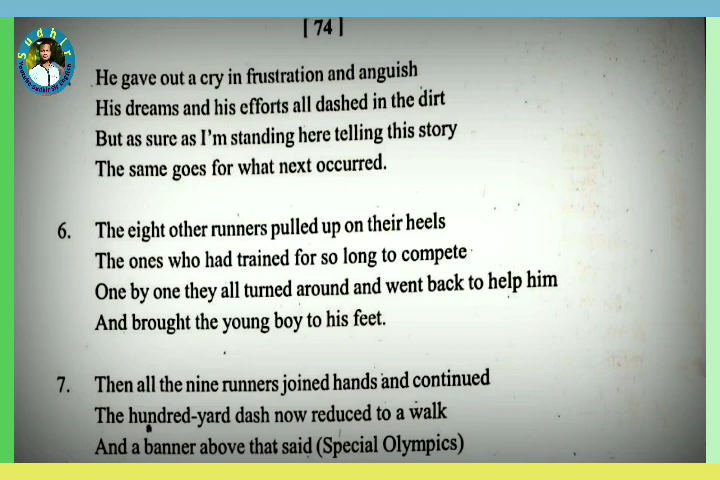 [ 74 ]
Sudhir
He gave out a cry in frustration and anguish
His dreams and his efforts all dashed in the dirt
But as sure as I'm standing here telling this story
The same goes for what next occurred.
6. The eight other runners pulled up on their heels
The ones who had trained for so long to compete
One by one they all turned around and went back to help him
And brought the young boy to his feet.
7. Then all the nine runners joined hands and continued
The hundred-yard dash now reduced to a walk
And a banner above that said (Special Olympics)